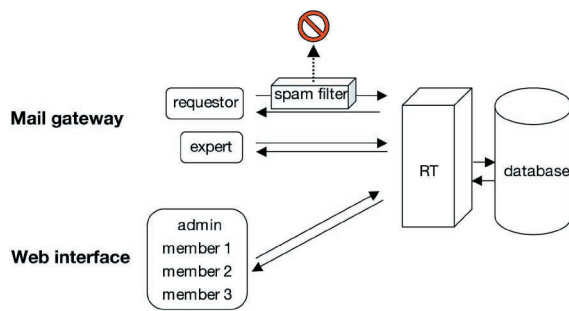 spam filter
requestor
Mail gateway
expert
RT
database
admin
member 1
Web interface
member 2
member 3